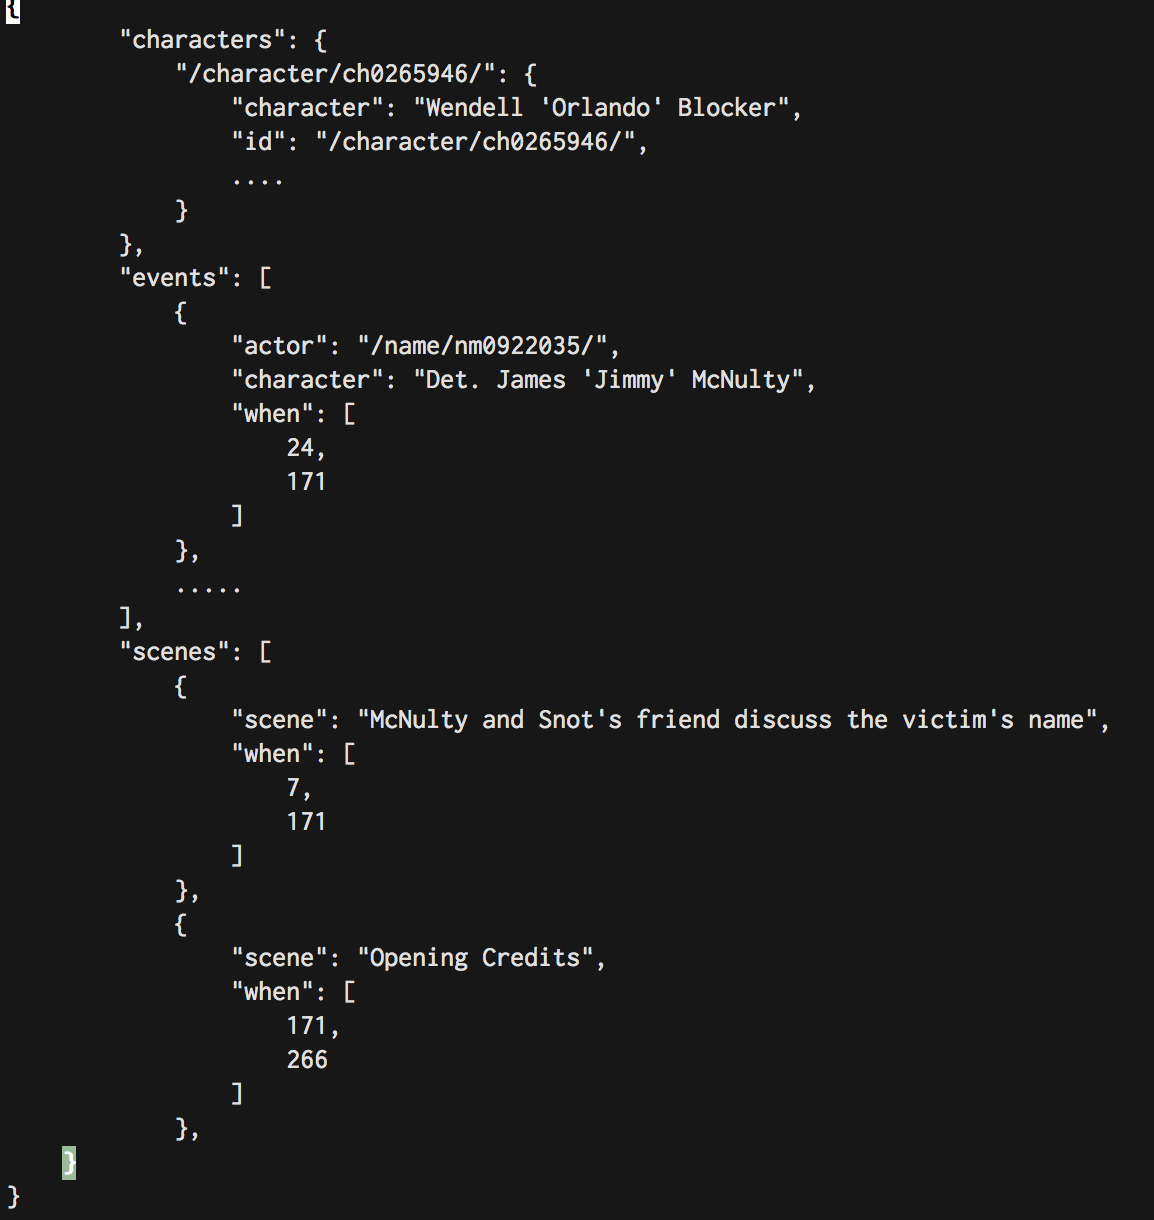 {
        "characters": {
            "/character/ch0265946/": {
                "character": "Wendell 'Orlando' Blocker",
                "id": "/character/ch0265946/",
                ....
            }
        },
        "events": [
            {
                "actor": "/name/nm0922035/",
                "character": "Det. James 'Jimmy' McNulty",
                "when": [
                    24,
                    171
                ]
            },
            .....
        ],
        "scenes": [
            {
                "scene": "McNulty and Snot's friend discuss the victim's name",
                "when": [
                    7,
                    171
                ]
            },
            {
                "scene": "Opening Credits",
                "when": [
                    171,
                    266
                ]
            },
    }
}